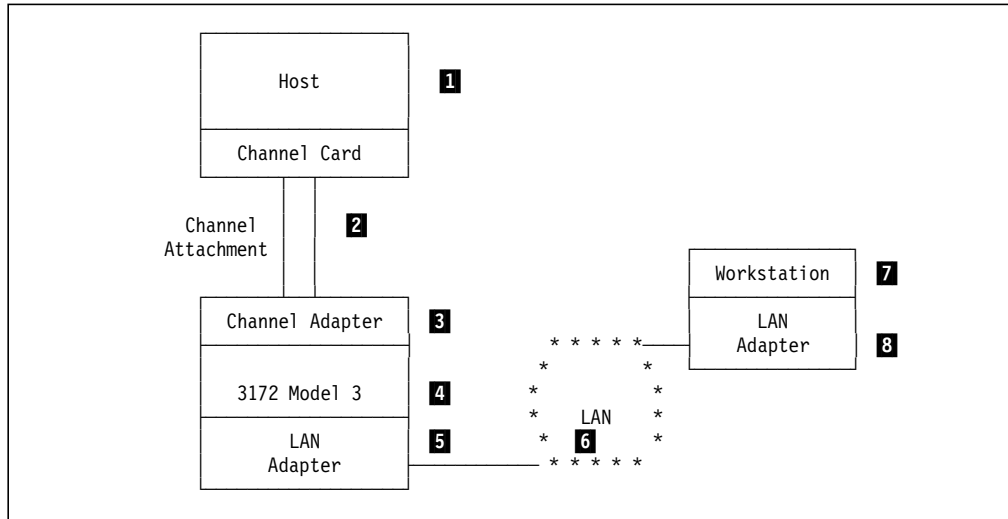 Host
1
Channel Card
Channel
Attachment
2
Workstation
7
LAN
Adapter
8
Channel Adapter
3
* * * * *
* *
3172 Model 3
4
* *
* LAN *
LAN
Adapter
5
* 6 *
* * * * *